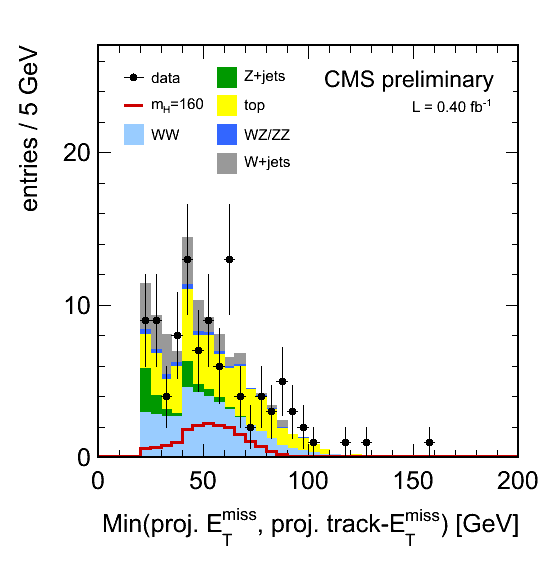 entries / 5 GeV
20
10
0
data
m_H=160
WW
Z+jets
top
WZ/ZZ
W+jets
CMS preliminary
L = 0.40 fb⁻¹
0 50 100 150 200
Min(proj. E_T^miss, proj. track-E_T^miss) [GeV]